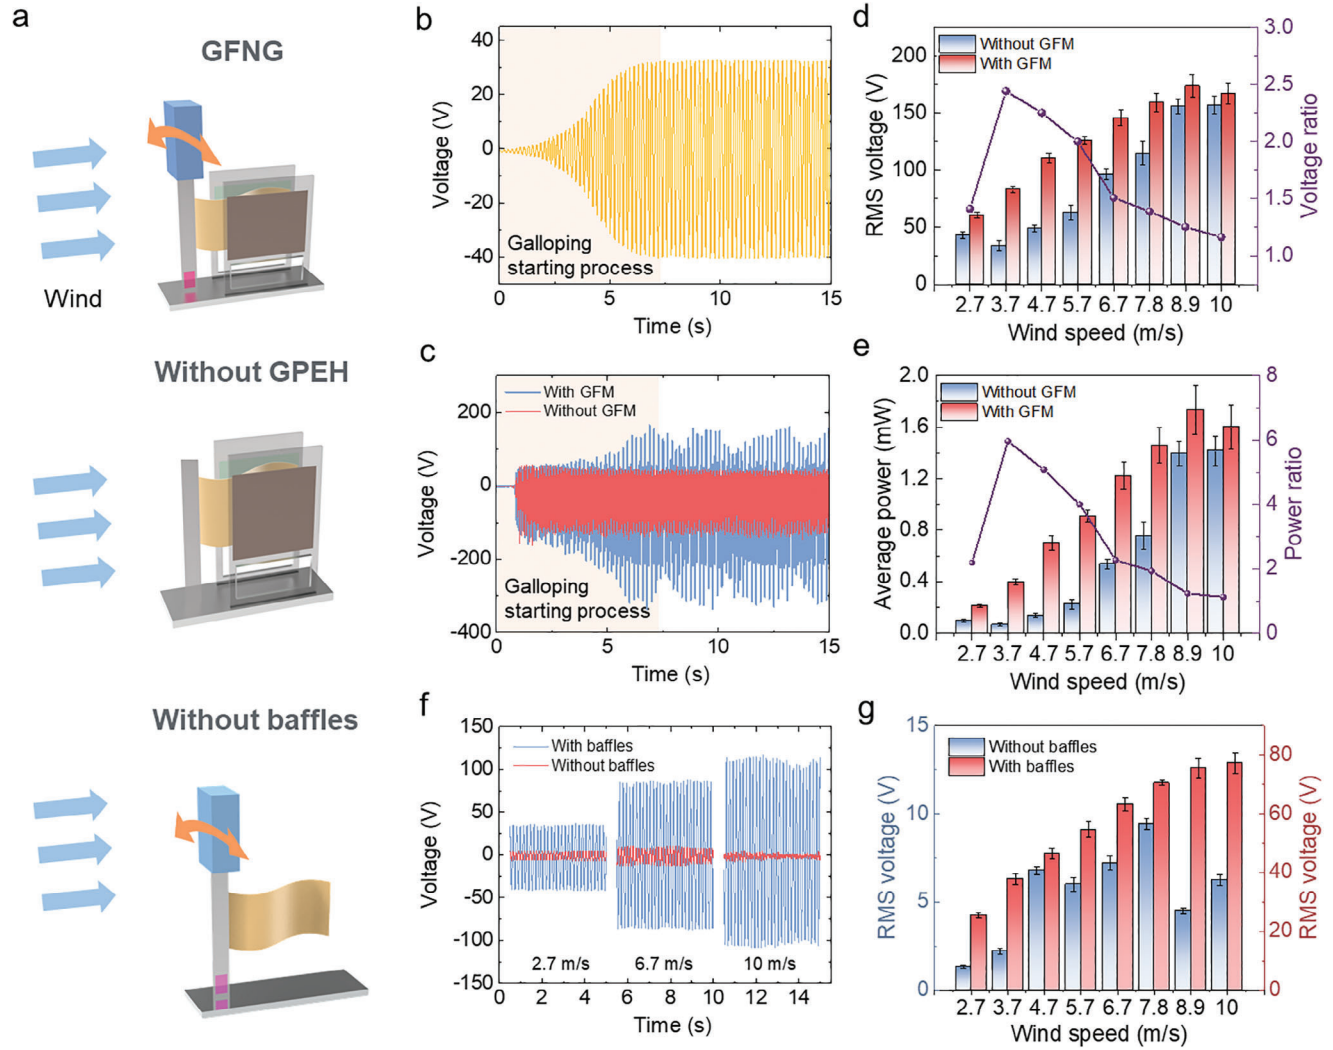 a
GFNG
Wind
Without GPEH
Without baffles
b
Voltage (V)
40
20
0
-20
-40
Galloping
starting process
0
5
10
15
Time (s)
c
Voltage (V)
200
0
-200
-400
With GFM
Without GFM
Galloping
starting process
0
5
10
15
Time (s)
d
RMS voltage (V)
200
150
100
50
0
Without GFM
With GFM
3.0
2.5
2.0
1.5
1.0
Voltage ratio
2.7
3.7
4.7
5.7
6.7
7.8
8.9
10
Wind speed (m/s)
e
Average power (mW)
2.0
1.6
1.2
0.8
0.4
0.0
Without GFM
With GFM
8
6
4
2
0
Power ratio
2.7
3.7
4.7
5.7
6.7
7.8
8.9
10
Wind speed (m/s)
f
Voltage (V)
150
100
50
0
-50
-100
-150
With baffles
Without baffles
2.7 m/s
6.7 m/s
10 m/s
0
2
4
6
8
10
12
14
Time (s)
g
RMS voltage (V)
15
10
5
0
Without baffles
With baffles
80
60
40
20
0
RMS voltage (V)
2.7
3.7
4.7
5.7
6.7
7.8
8.9
10
Wind speed (m/s)